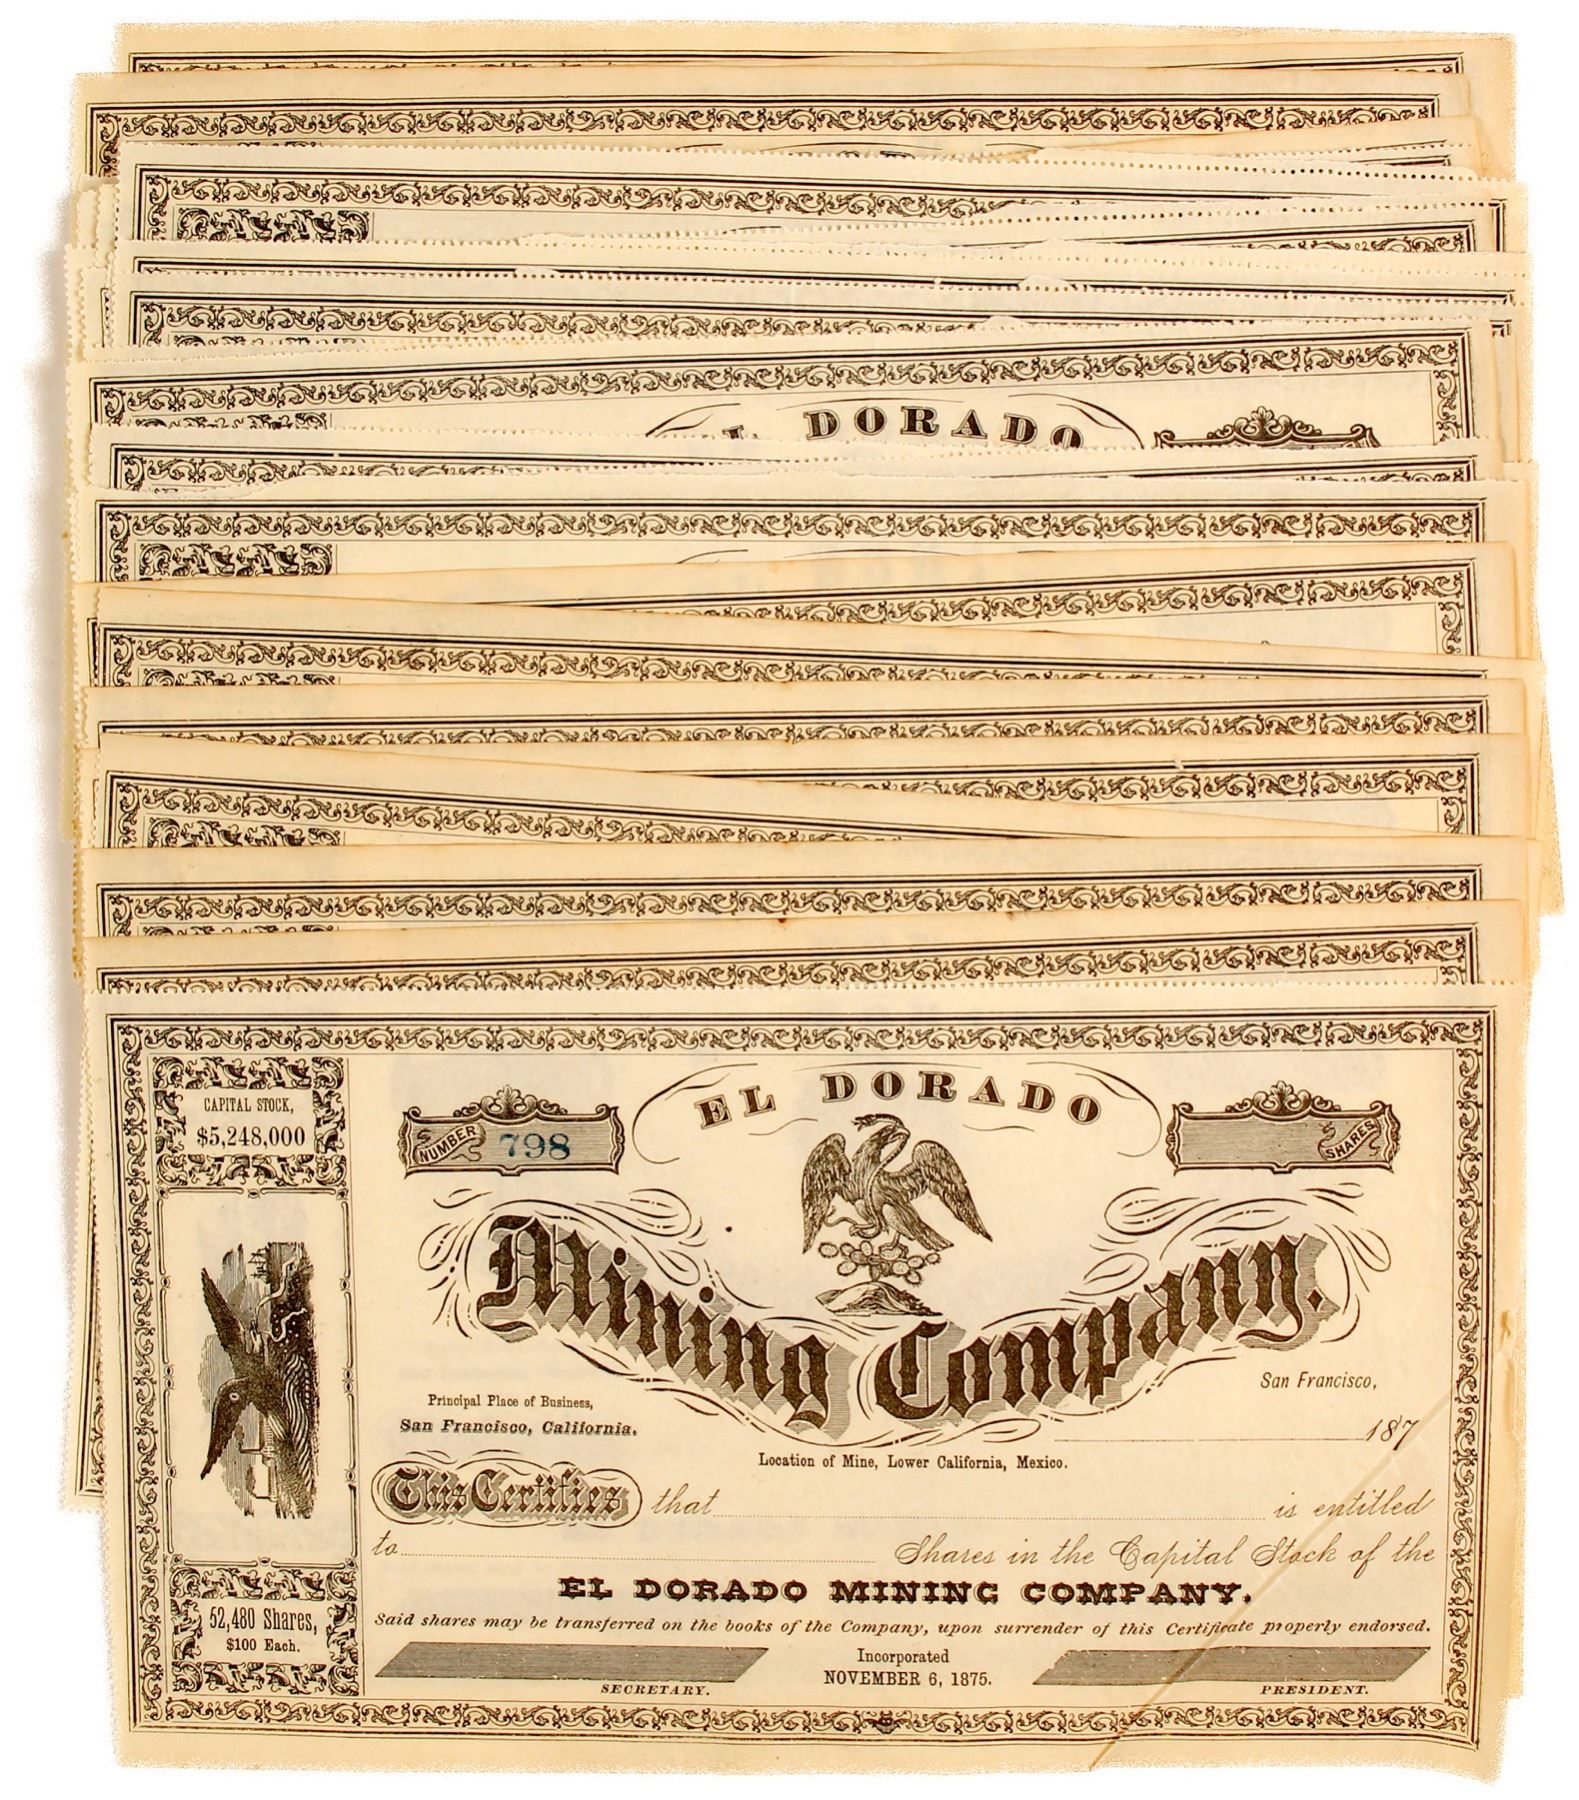 EL DORADO
CAPITAL STOCK,
$5,248,000
NUMBER 798
EL DORADO
SHARES
Mining Company.
Principal Place of Business,
San Francisco, California.
San Francisco,
187
Location of Mine, Lower California, Mexico.
This Certifies that is entitled
to Shares in the Capital Stock of the
EL DORADO MINING COMPANY.
Said shares may be transferred on the books of the Company, upon surrender of this Certificate properly endorsed.
52,480 Shares,
$100 Each.
Incorporated
NOVEMBER 6, 1875.
SECRETARY.
PRESIDENT.